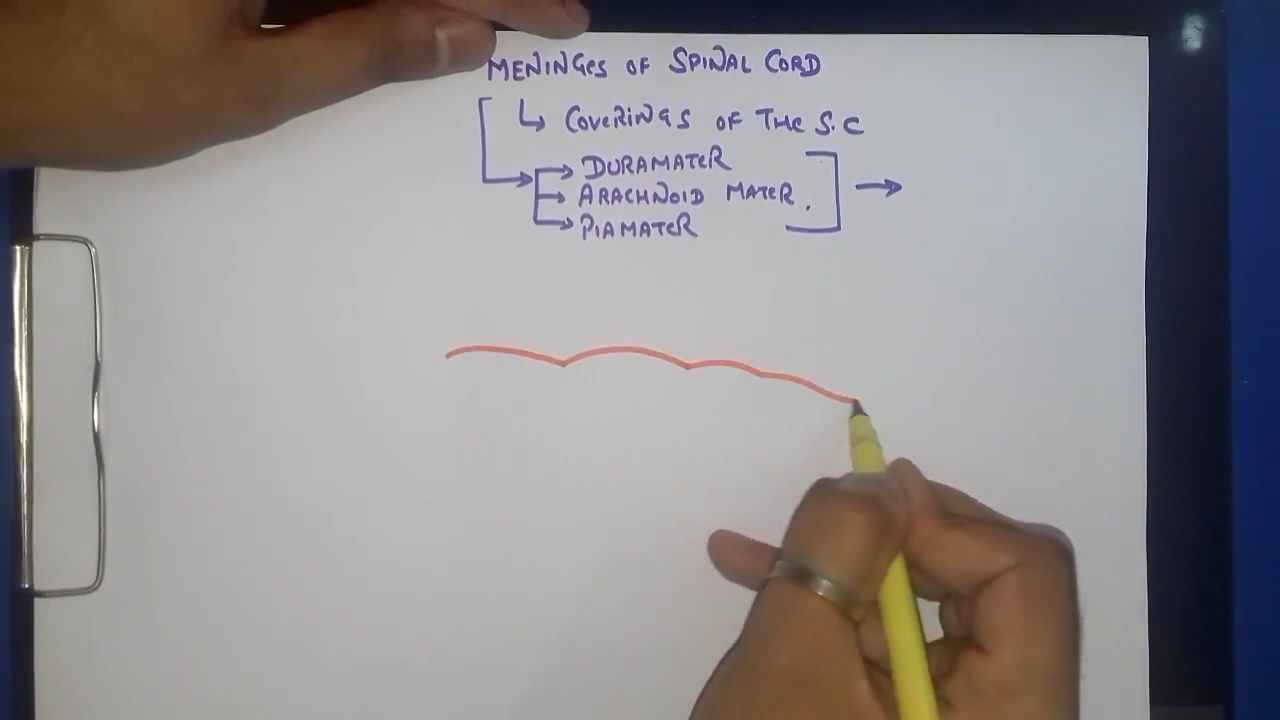 MENINGES OF SPINAL CORD
↳ COVERINGS OF THE S.C
→ DURAMATER
→ ARACHNOID MATER.
→ PIAMATER